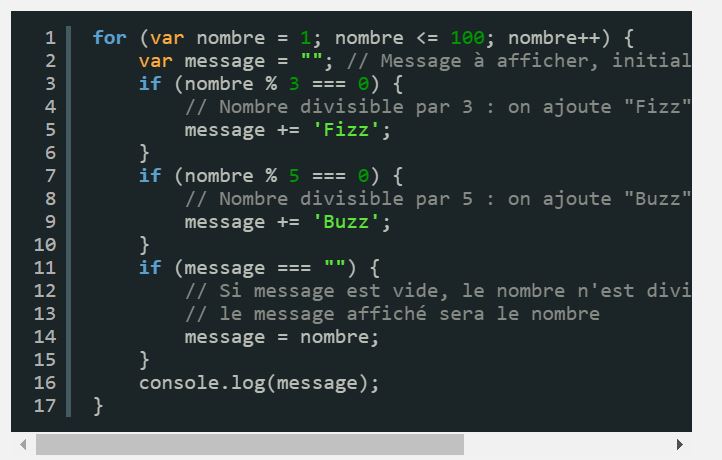 1 for (var nombre = 1; nombre <= 100; nombre++) {
2     var message = ""; // Message à afficher, initial
3     if (nombre % 3 === 0) {
4         // Nombre divisible par 3 : on ajoute "Fizz"
5         message += 'Fizz';
6     }
7     if (nombre % 5 === 0) {
8         // Nombre divisible par 5 : on ajoute "Buzz"
9         message += 'Buzz';
10     }
11     if (message === "") {
12         // Si message est vide, le nombre n'est divi
13         // le message affiché sera le nombre
14         message = nombre;
15     }
16     console.log(message);
17 }